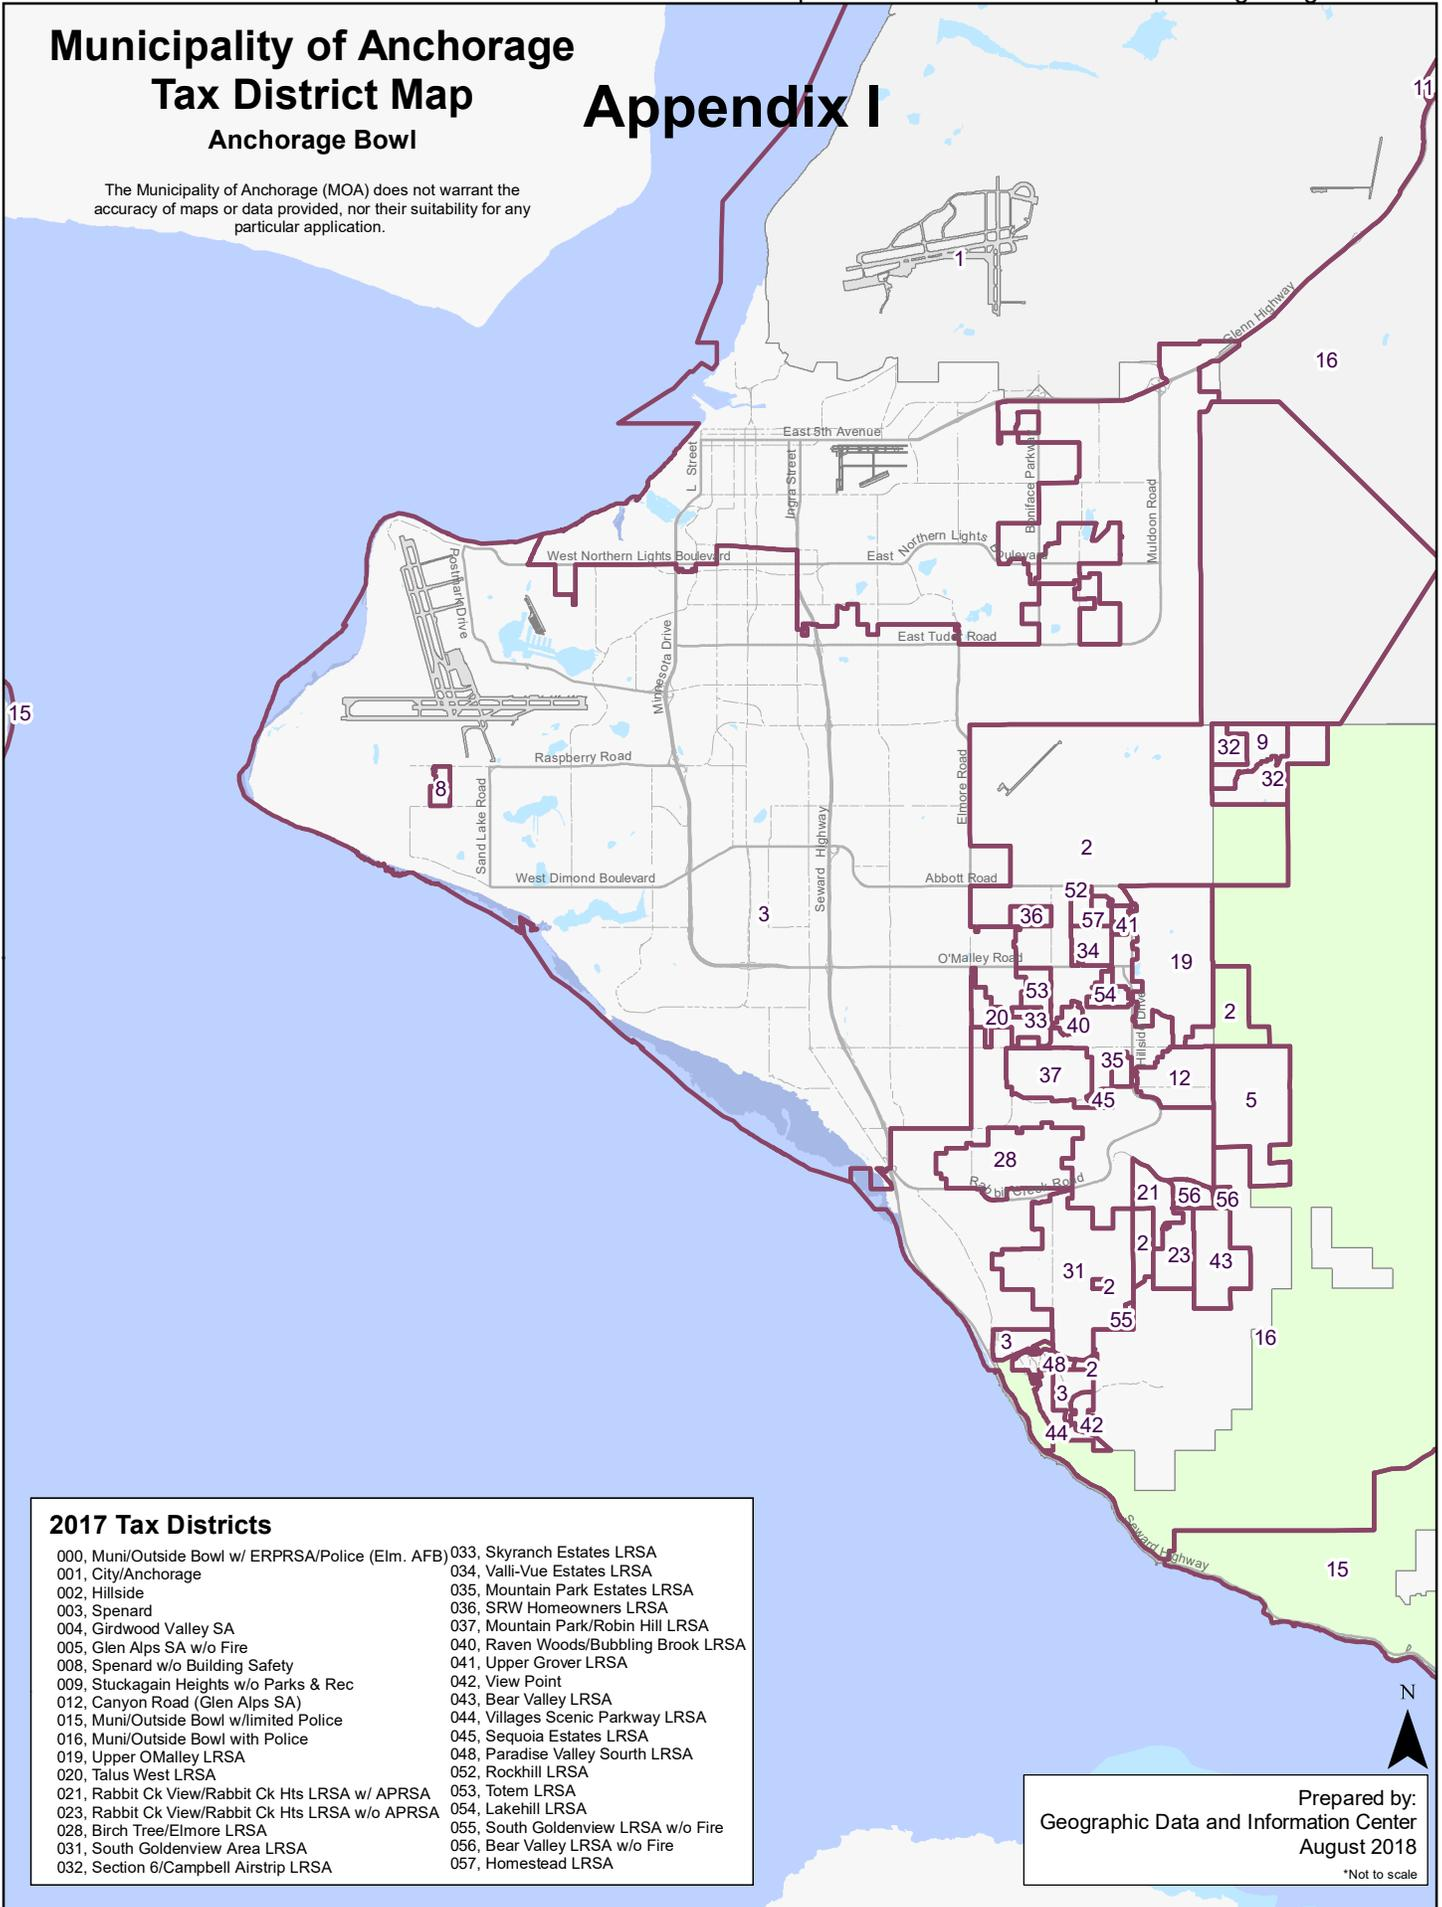 Municipality of Anchorage
Tax District Map
Anchorage Bowl
Appendix I
The Municipality of Anchorage (MOA) does not warrant the
accuracy of maps or data provided, nor their suitability for any
particular application.
11
1
Glenn Highway
16
East 5th Avenue
L Street
Ingra Street
Boniface Parkway
Muldoon Road
West Northern Lights Boulevard
East Northern Lights Boulevard
Postmark Drive
East Tudor Road
Minnesota Drive
15
32
9
32
Raspberry Road
8
Sand Lake Road
Elmore Road
Seward Highway
2
West Dimond Boulevard
Abbott Road
52
3
36
57
41
34
O'Malley Road
19
53
54
2
20
33
40
Hillside Drive
35
37
12
45
5
28
Rabbit Creek Road
21
56
56
2
23
43
31
2
55
3
16
48
2
3
42
44
Seward Highway
15
2017 Tax Districts
000, Muni/Outside Bowl w/ ERPRSA/Police (Elm. AFB)
001, City/Anchorage
002, Hillside
003, Spenard
004, Girdwood Valley SA
005, Glen Alps SA w/o Fire
008, Spenard w/o Building Safety
009, Stuckagain Heights w/o Parks & Rec
012, Canyon Road (Glen Alps SA)
015, Muni/Outside Bowl w/limited Police
016, Muni/Outside Bowl with Police
019, Upper OMalley LRSA
020, Talus West LRSA
021, Rabbit Ck View/Rabbit Ck Hts LRSA w/ APRSA
023, Rabbit Ck View/Rabbit Ck Hts LRSA w/o APRSA
028, Birch Tree/Elmore LRSA
031, South Goldenview Area LRSA
032, Section 6/Campbell Airstrip LRSA
033, Skyranch Estates LRSA
034, Valli-Vue Estates LRSA
035, Mountain Park Estates LRSA
036, SRW Homeowners LRSA
037, Mountain Park/Robin Hill LRSA
040, Raven Woods/Bubbling Brook LRSA
041, Upper Grover LRSA
042, View Point
043, Bear Valley LRSA
044, Villages Scenic Parkway LRSA
045, Sequoia Estates LRSA
048, Paradise Valley Sourth LRSA
052, Rockhill LRSA
053, Totem LRSA
054, Lakehill LRSA
055, South Goldenview LRSA w/o Fire
056, Bear Valley LRSA w/o Fire
057, Homestead LRSA
N
Prepared by:
Geographic Data and Information Center
August 2018
*Not to scale